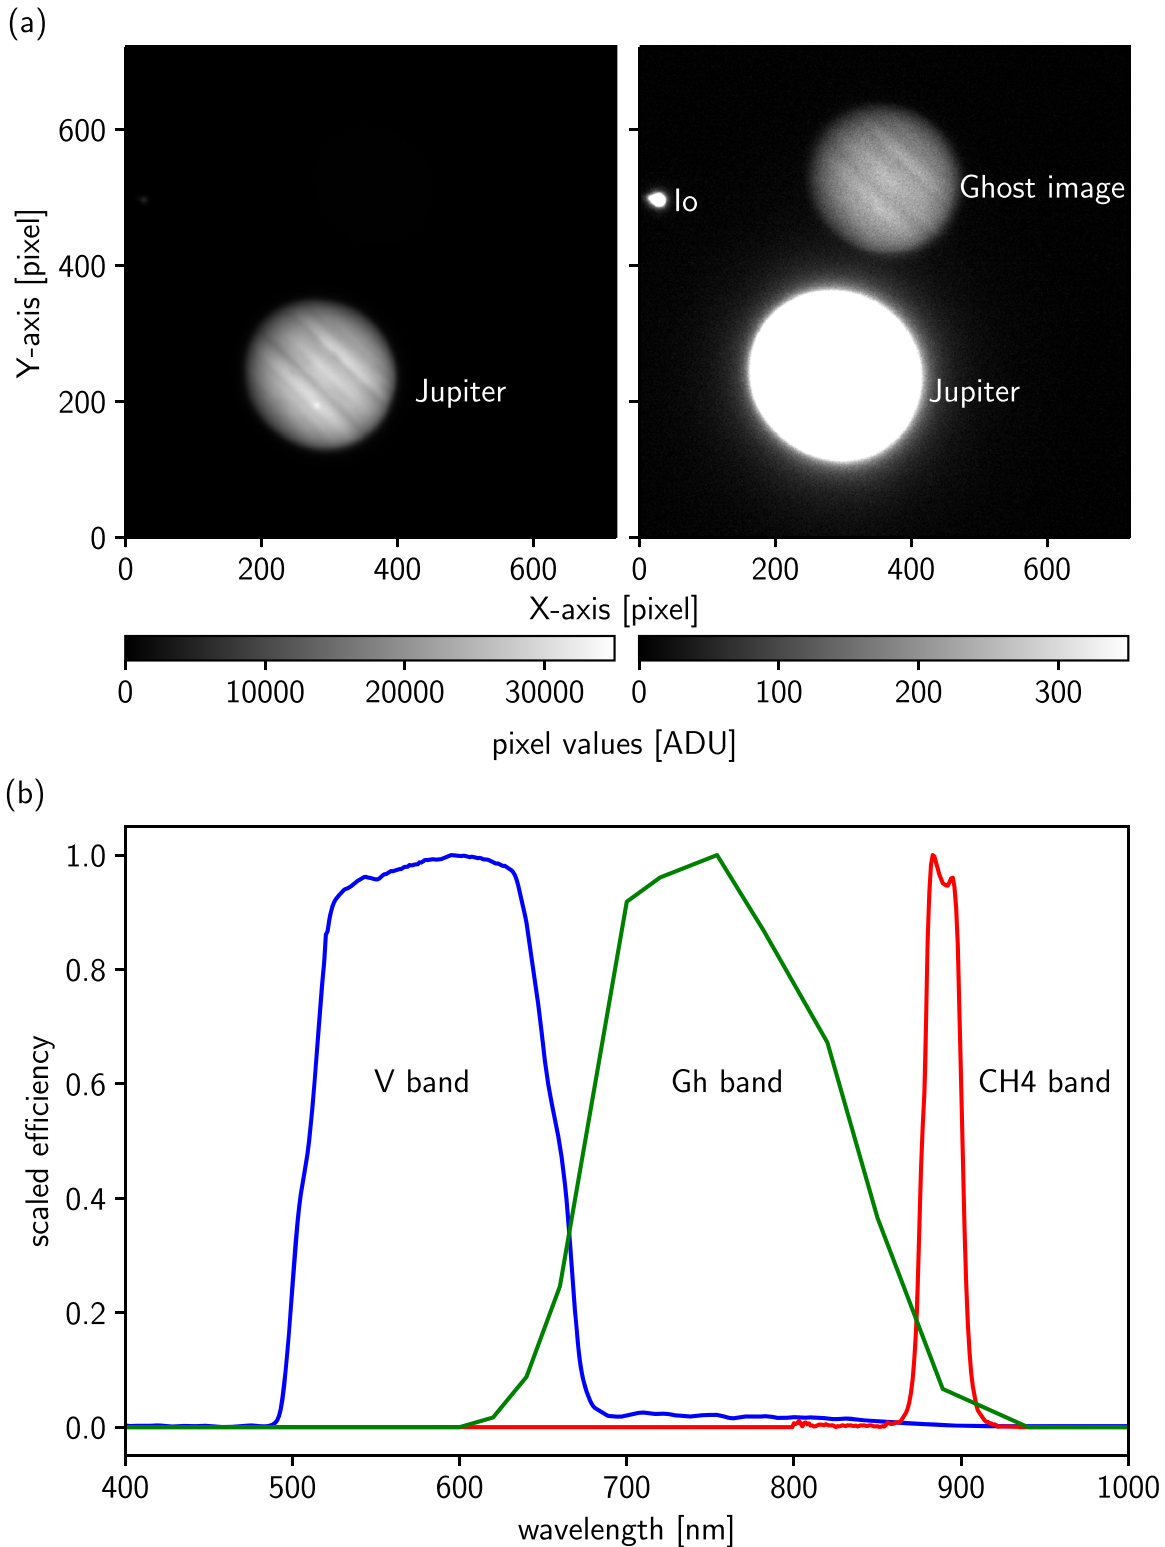 (a)
Y-axis [pixel]
600
400
200
0
Jupiter
Io
Ghost image
Jupiter
0 200 400 600
0 200 400 600
X-axis [pixel]
0 10000 20000 30000
0 100 200 300
pixel values [ADU]
(b)
scaled efficiency
1.0
0.8
0.6
0.4
0.2
0.0
V band
Gh band
CH4 band
400 500 600 700 800 900 1000
wavelength [nm]